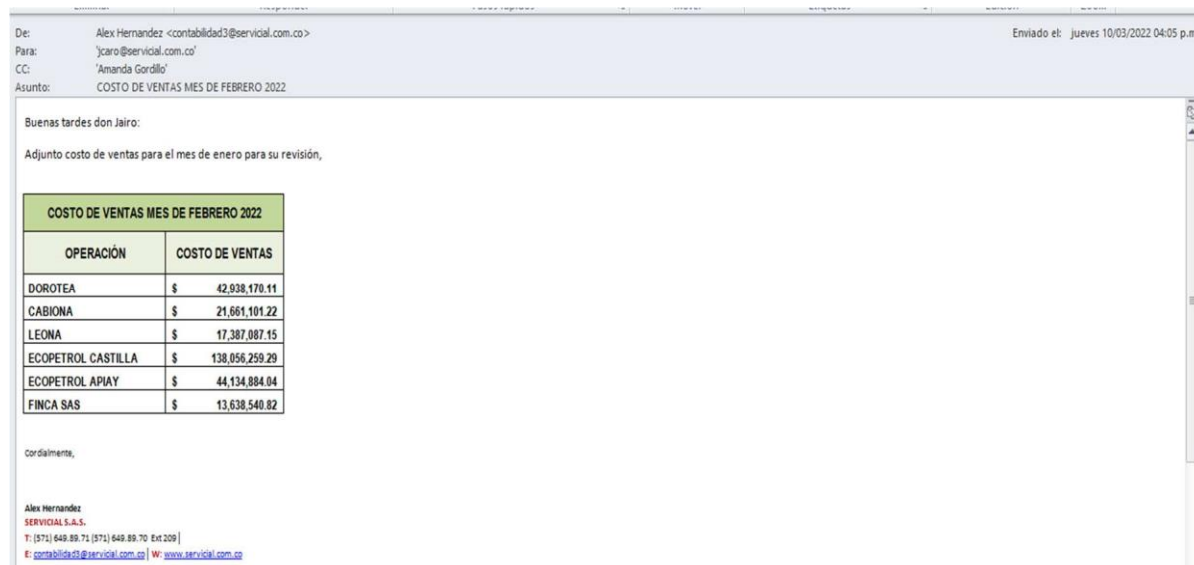 De: Alex Hernandez <contabilidad3@servicial.com.co> Enviado el: jueves 10/03/2022 04:05 p.m
Para: 'jcaro@servicial.com.co'
CC: 'Amanda Gordillo'
Asunto: COSTO DE VENTAS MES DE FEBRERO 2022
Buenas tardes don Jairo:
Adjunto costo de ventas para el mes de enero para su revisión,
COSTO DE VENTAS MES DE FEBRERO 2022
OPERACIÓN COSTO DE VENTAS
DOROTEA $ 42,938,170.11
CABIONA $ 21,661,101.22
LEONA $ 17,387,087.15
ECOPETROL CASTILLA $ 138,056,259.29
ECOPETROL APIAY $ 44,134,884.04
FINCA SAS $ 13,638,540.82
Cordialmente,
Alex Hernandez
SERVICIAL S.A.S.
T: (571) 649.89.71 (571) 649.89.70 Ext 209 |
E: contabilidad3@servicial.com.co | W: www.servicial.com.co